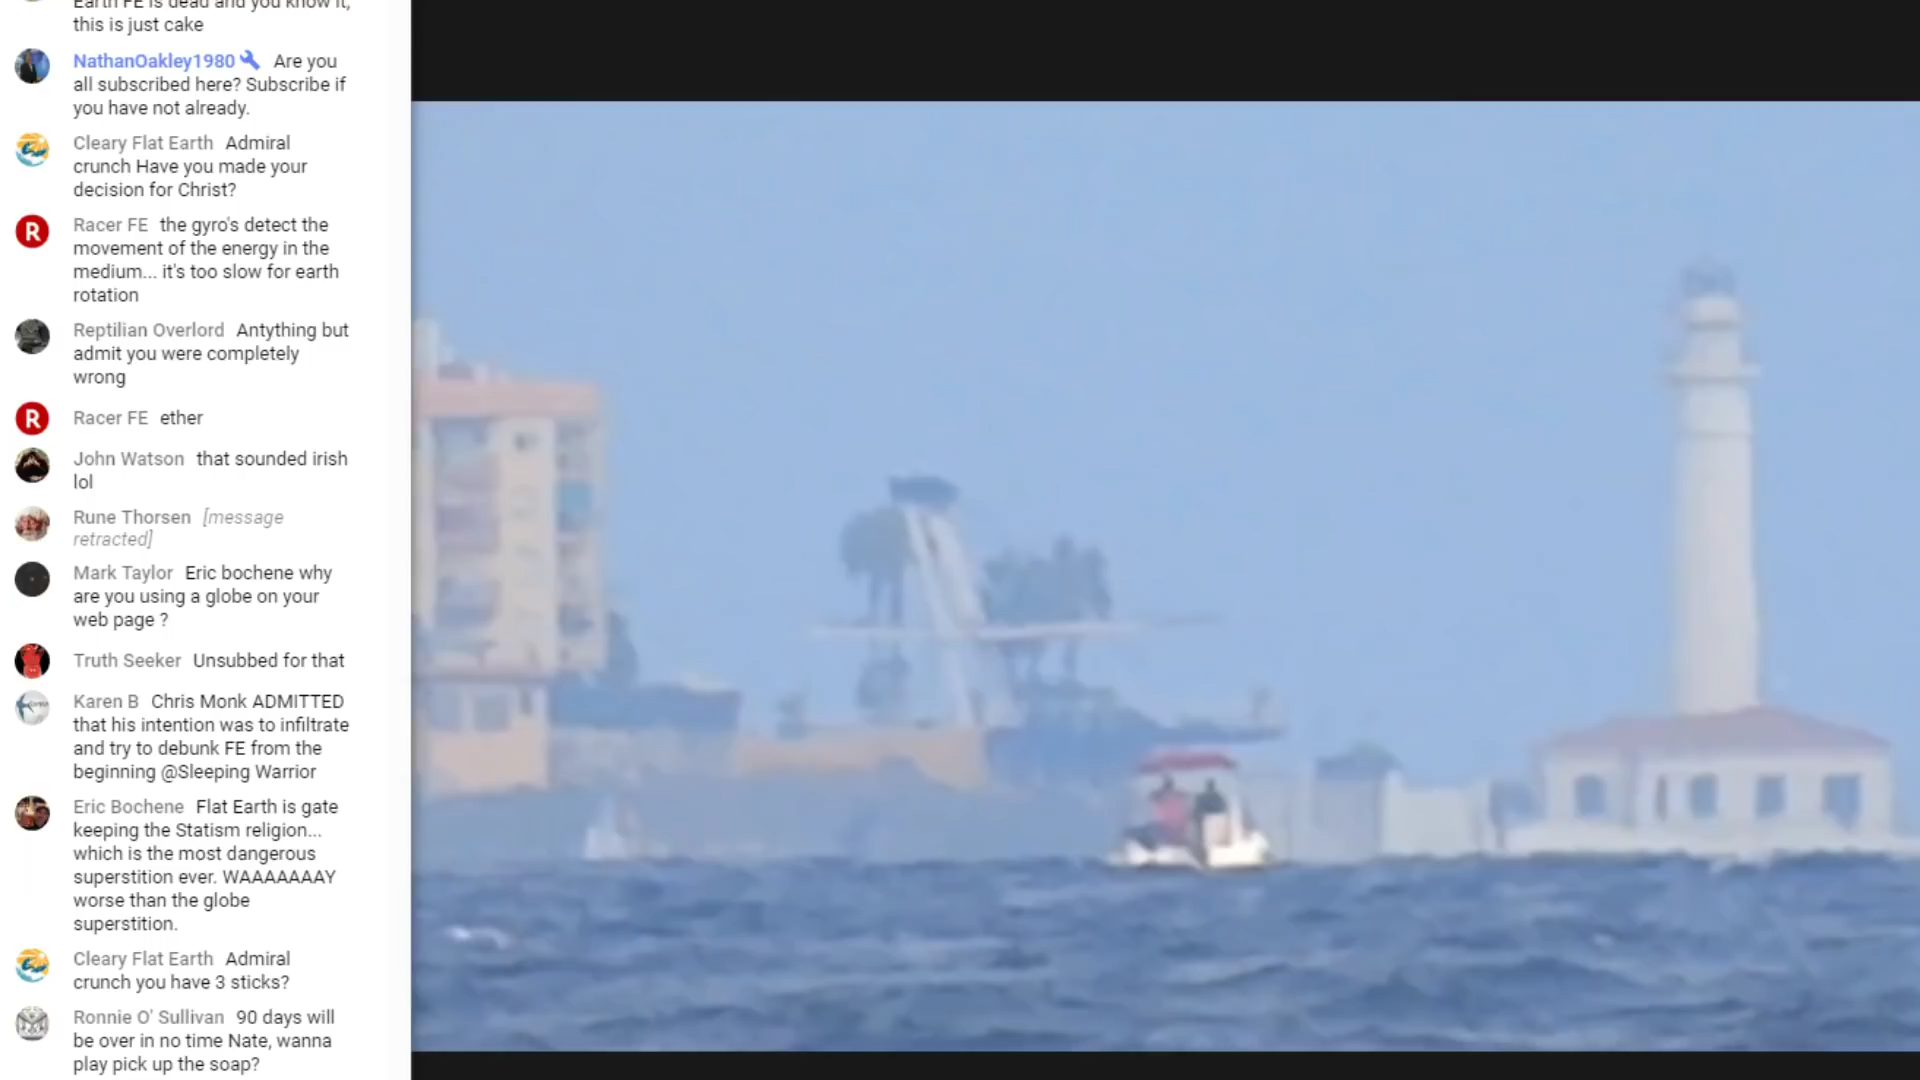 Earth FE is dead and you know it,
this is just cake
NathanOakley1980 Are you
all subscribed here? Subscribe if
you have not already.
Cleary Flat Earth Admiral
crunch Have you made your
decision for Christ?
R
Racer FE the gyro's detect the
movement of the energy in the
medium... it's too slow for earth
rotation
Reptilian Overlord Antything but
admit you were completely
wrong
R
Racer FE ether
John Watson that sounded irish
lol
Rune Thorsen [message
retracted]
Mark Taylor Eric bochene why
are you using a globe on your
web page ?
Truth Seeker Unsubbed for that
Karen B Chris Monk ADMITTED
that his intention was to infiltrate
and try to debunk FE from the
beginning @Sleeping Warrior
Eric Bochene Flat Earth is gate
keeping the Statism religion...
which is the most dangerous
superstition ever. WAAAAAAAY
worse than the globe
superstition.
Cleary Flat Earth Admiral
crunch you have 3 sticks?
Ronnie O' Sullivan 90 days will
be over in no time Nate, wanna
play pick up the soap?